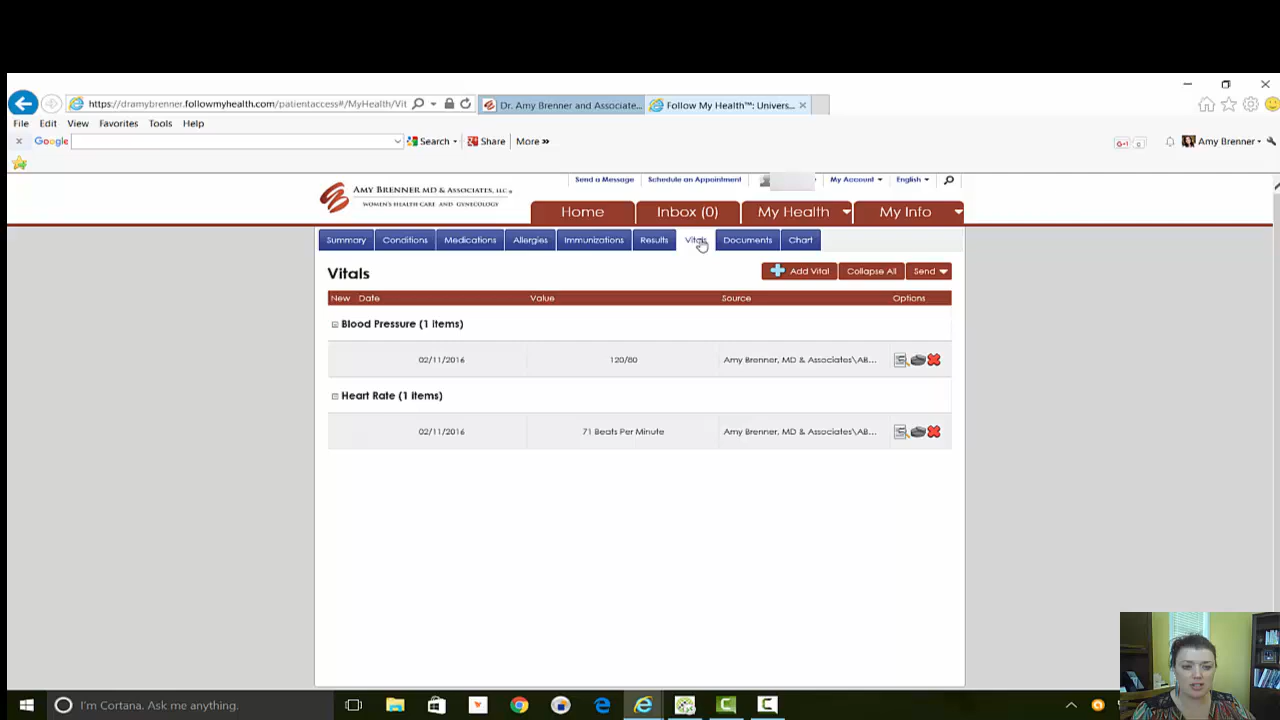 https://dramybrenner.followmyhealth.com/patientaccess#/MyHealth/Vit
Dr. Amy Brenner and Associate...
Follow My Health™: Univers...
File Edit View Favorites Tools Help
Google
Search
Share
More »
Amy Brenner
AMY BRENNER MD & ASSOCIATES, LLC
WOMEN'S HEALTH CARE AND GYNECOLOGY
Send a Message
Schedule an Appointment
My Account
English
Home
Inbox (0)
My Health
My Info
Summary Conditions Medications Allergies Immunizations Results Vitals Documents Chart
Vitals
Add Vital
Collapse All
Send
New Date Value Source Options
Blood Pressure (1 items)
02/11/2016 120/80 Amy Brenner, MD & Associates\AB...
Heart Rate (1 items)
02/11/2016 71 Beats Per Minute Amy Brenner, MD & Associates\AB...
I'm Cortana. Ask me anything.